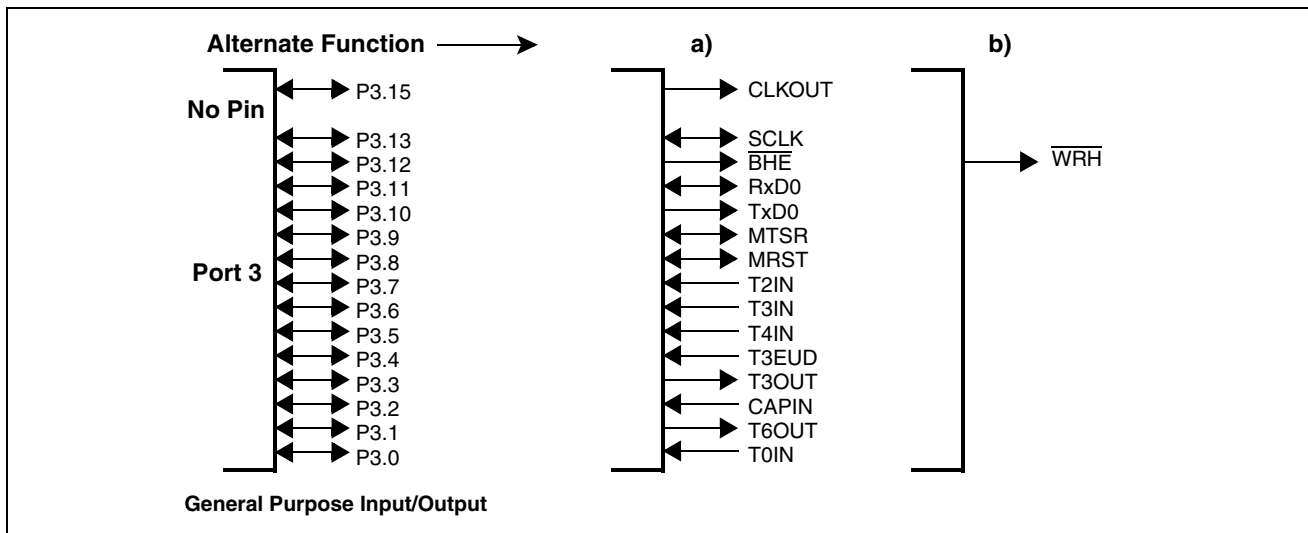 Alternate Function a) b)
No Pin
Port 3
P3.15
P3.13
P3.12
P3.11
P3.10
P3.9
P3.8
P3.7
P3.6
P3.5
P3.4
P3.3
P3.2
P3.1
P3.0
General Purpose Input/Output
CLKOUT
SCLK
BHE
RxD0
TxD0
MTSR
MRST
T2IN
T3IN
T4IN
T3EUD
T3OUT
CAPIN
T6OUT
T0IN
WRH